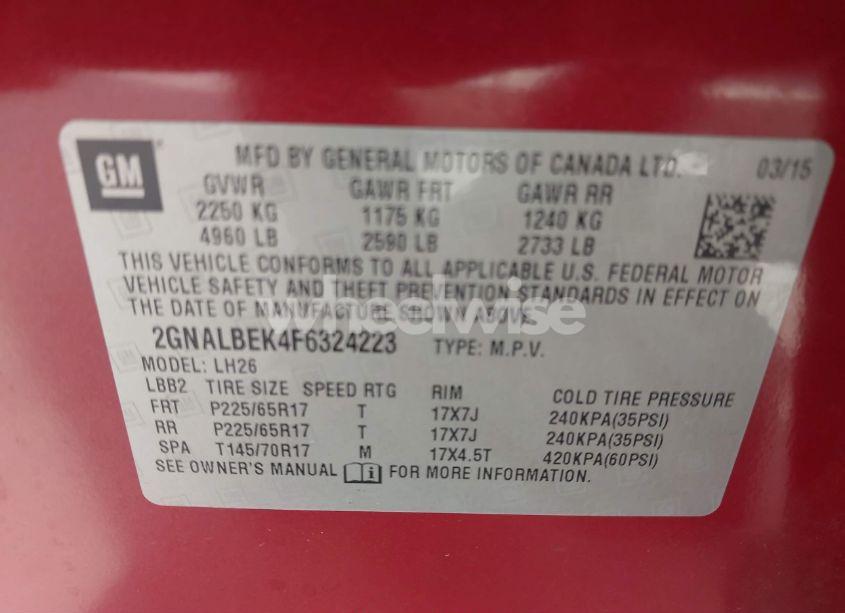 GM
MFD BY GENERAL MOTORS OF CANADA LTD. 03/15
GVWR GAWR FRT GAWR RR
2250 KG 1175 KG 1240 KG
4960 LB 2590 LB 2733 LB
THIS VEHICLE CONFORMS TO ALL APPLICABLE U.S. FEDERAL MOTOR
VEHICLE SAFETY AND THEFT PREVENTION STANDARDS IN EFFECT ON
THE DATE OF MANUFACTURE SHOWN ABOVE.
wheelwise
2GNALBEK4F6324223 TYPE: M.P.V.
MODEL: LH26
LBB2 TIRE SIZE SPEED RTG RIM COLD TIRE PRESSURE
FRT P225/65R17 T 17X7J 240KPA(35PSI)
RR P225/65R17 T 17X7J 240KPA(35PSI)
SPA T145/70R17 M 17X4.5T 420KPA(60PSI)
SEE OWNER'S MANUAL FOR MORE INFORMATION.